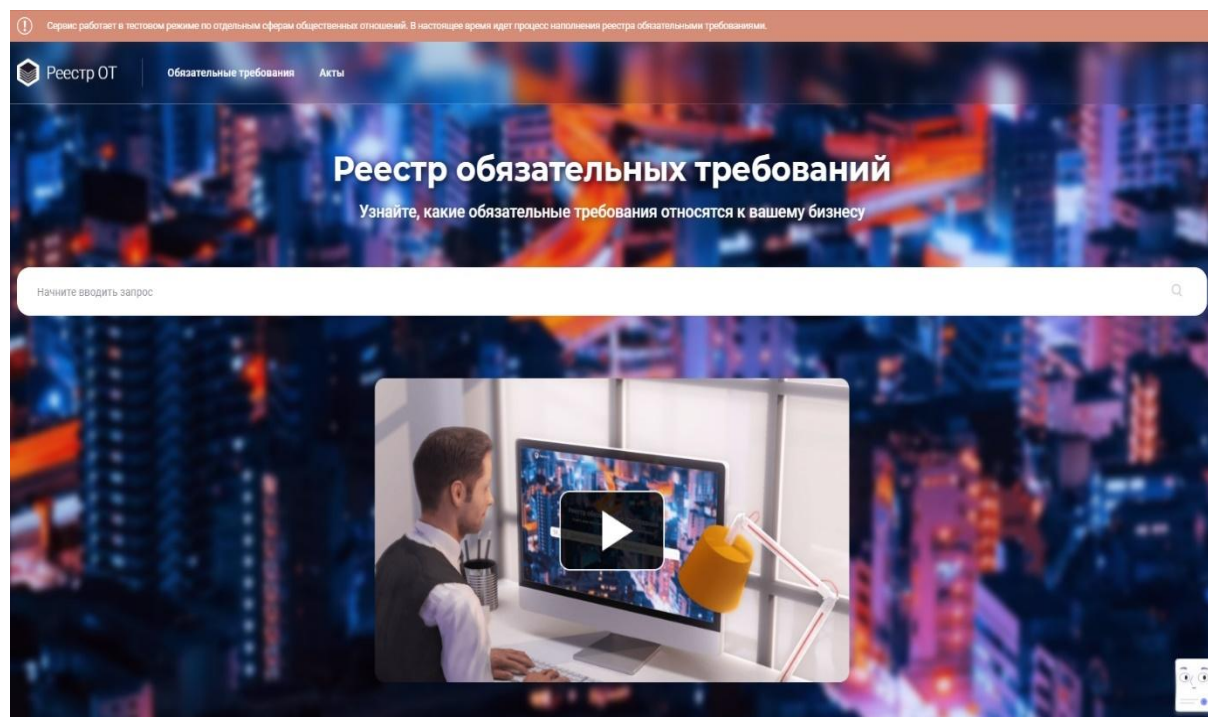 Сервис работает в тестовом режиме по отдельным сферам общественных отношений. В настоящее время идет процесс наполнения реестра обязательными требованиями.
Реестр ОТ
Обязательные требования
Акты
Реестр обязательных требований
Узнайте, какие обязательные требования относятся к вашему бизнесу
Начните вводить запрос